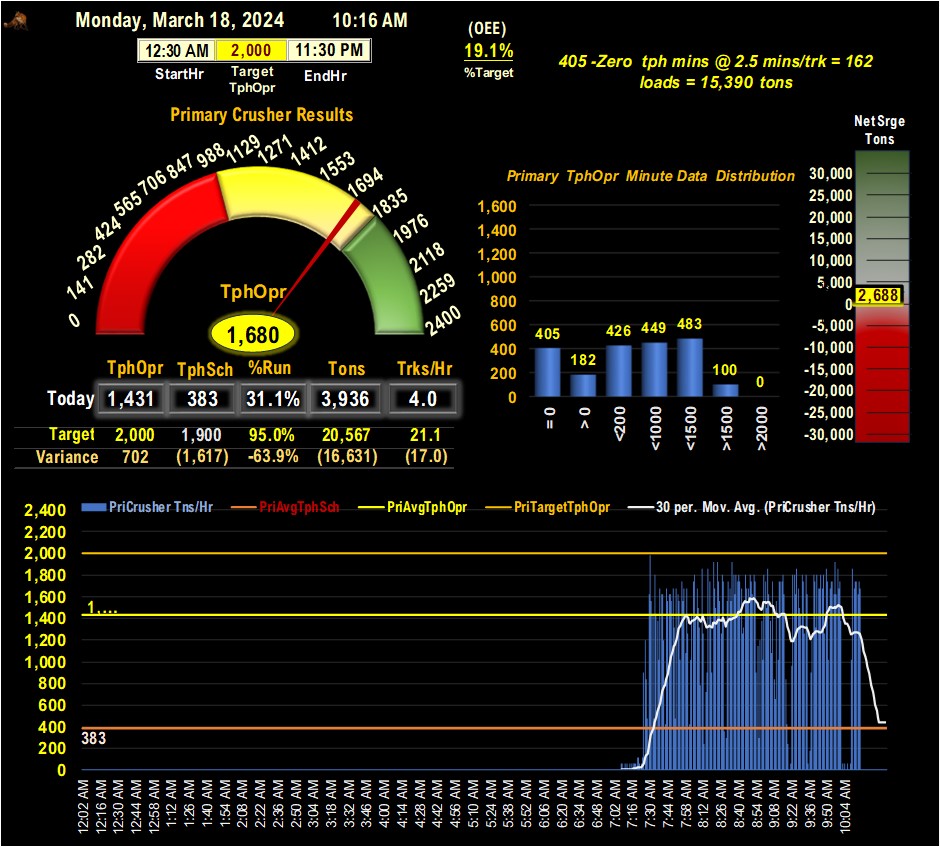 Monday, March 18, 2024 10:16 AM
12:30 AM 2,000 11:30 PM
StartHr Target TphOpr EndHr
(OEE)
19.1%
%Target
405 -Zero tph mins @ 2.5 mins/trk = 162
loads = 15,390 tons
Primary Crusher Results
0 141 282 424 565 706 847 988 1129 1271 1412 1553 1694 1835 1976 2118 2259 2400
TphOpr
1,680
TphOpr TphSch %Run Tons Trks/Hr
Today 1,431 383 31.1% 3,936 4.0
Target 2,000 1,900 95.0% 20,567 21.1
Variance 702 (1,617) -63.9% (16,631) (17.0)
Primary TphOpr Minute Data Distribution
1,600
1,400
1,200
1,000
800
600
400
200
0
405 182 426 449 483 100 0
= 0 > 0 <200 <1000 <1500 >1500 >2000
NetSrge
Tons
30,000
25,000
20,000
15,000
10,000
5,000
2,688
0
-5,000
-10,000
-15,000
-20,000
-25,000
-30,000
PriCrusher Tns/Hr PriAvgTphSch PriAvgTphOpr PriTargetTphOpr 30 per. Mov. Avg. (PriCrusher Tns/Hr)
2,400
2,200
2,000
1,800
1,600
1,400
1,200
1,000
800
600
400
200
0
1,...
383
12:02 AM 12:16 AM 12:30 AM 12:44 AM 12:58 AM 1:12 AM 1:26 AM 1:40 AM 1:54 AM 2:08 AM 2:22 AM 2:36 AM 2:50 AM 3:04 AM 3:18 AM 3:32 AM 3:46 AM 4:00 AM 4:14 AM 4:28 AM 4:42 AM 4:56 AM 5:10 AM 5:24 AM 5:38 AM 5:52 AM 6:06 AM 6:20 AM 6:34 AM 6:48 AM 7:02 AM 7:16 AM 7:30 AM 7:44 AM 7:58 AM 8:12 AM 8:26 AM 8:40 AM 8:54 AM 9:08 AM 9:22 AM 9:36 AM 9:50 AM 10:04 AM